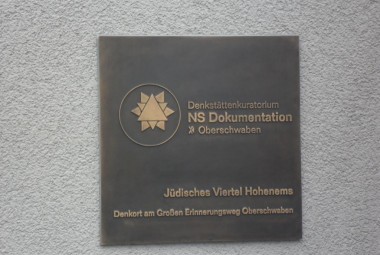 Denkstättenkuratorium
NS Dokumentation
Oberschwaben
Jüdisches Viertel Hohenems
Denkort am Großen Erinnerungsweg Oberschwaben